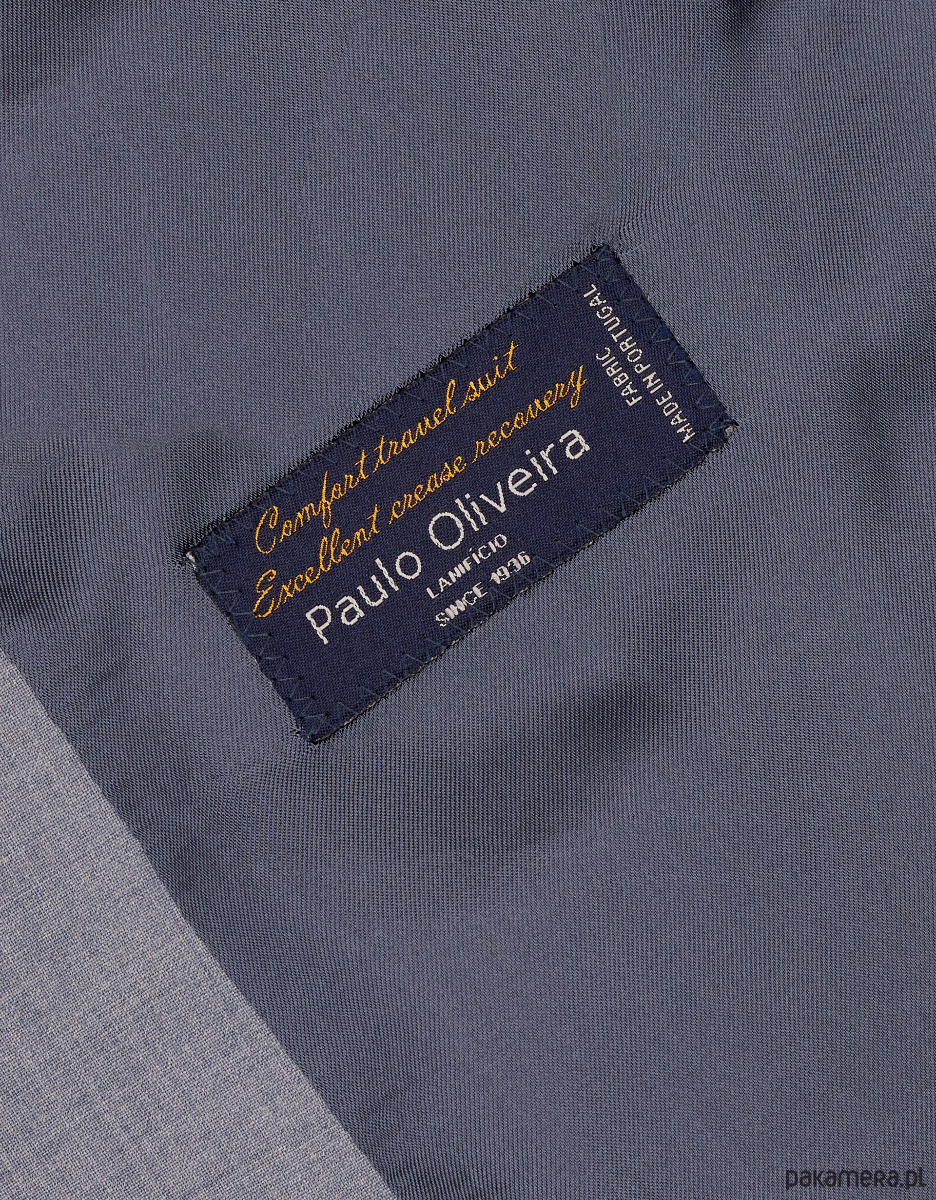 Comfort travel suit
Excellent crease recovery
Paulo Oliveira
LANIFÍCIO
SINCE 1936
FABRIC
MADE IN PORTUGAL
pakamera.pl